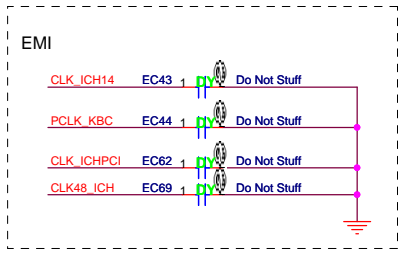 EMI
CLK_ICH14 EC43 1 DY Do Not Stuff
PCLK_KBC EC44 1 DY Do Not Stuff
CLK_ICHPCI EC62 1 DY Do Not Stuff
CLK48_ICH EC69 1 DY Do Not Stuff